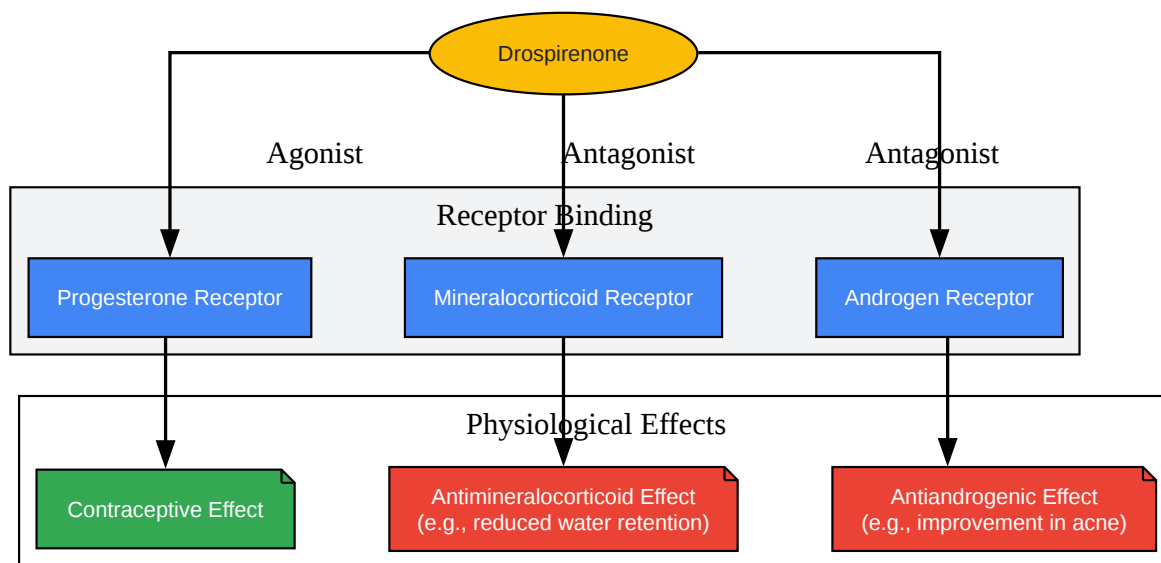 Drospirenone
Agonist
Antagonist
Antagonist
Receptor Binding
Progesterone Receptor
Mineralocorticoid Receptor
Androgen Receptor
Physiological Effects
Contraceptive Effect
Antimineralocorticoid Effect
(e.g., reduced water retention)
Antiandrogenic Effect
(e.g., improvement in acne)